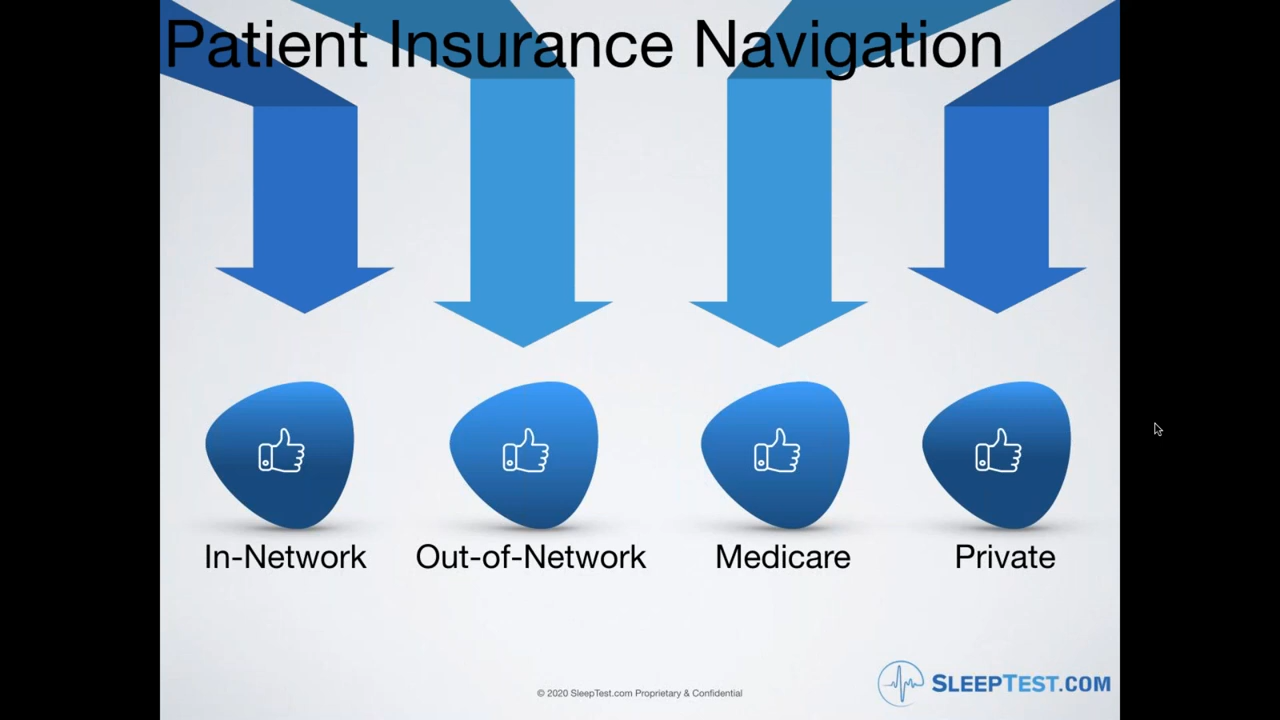 Patient Insurance Navigation
In-Network Out-of-Network Medicare Private
© 2020 SleepTest.com Proprietary & Confidential
SLEEPTEST.COM